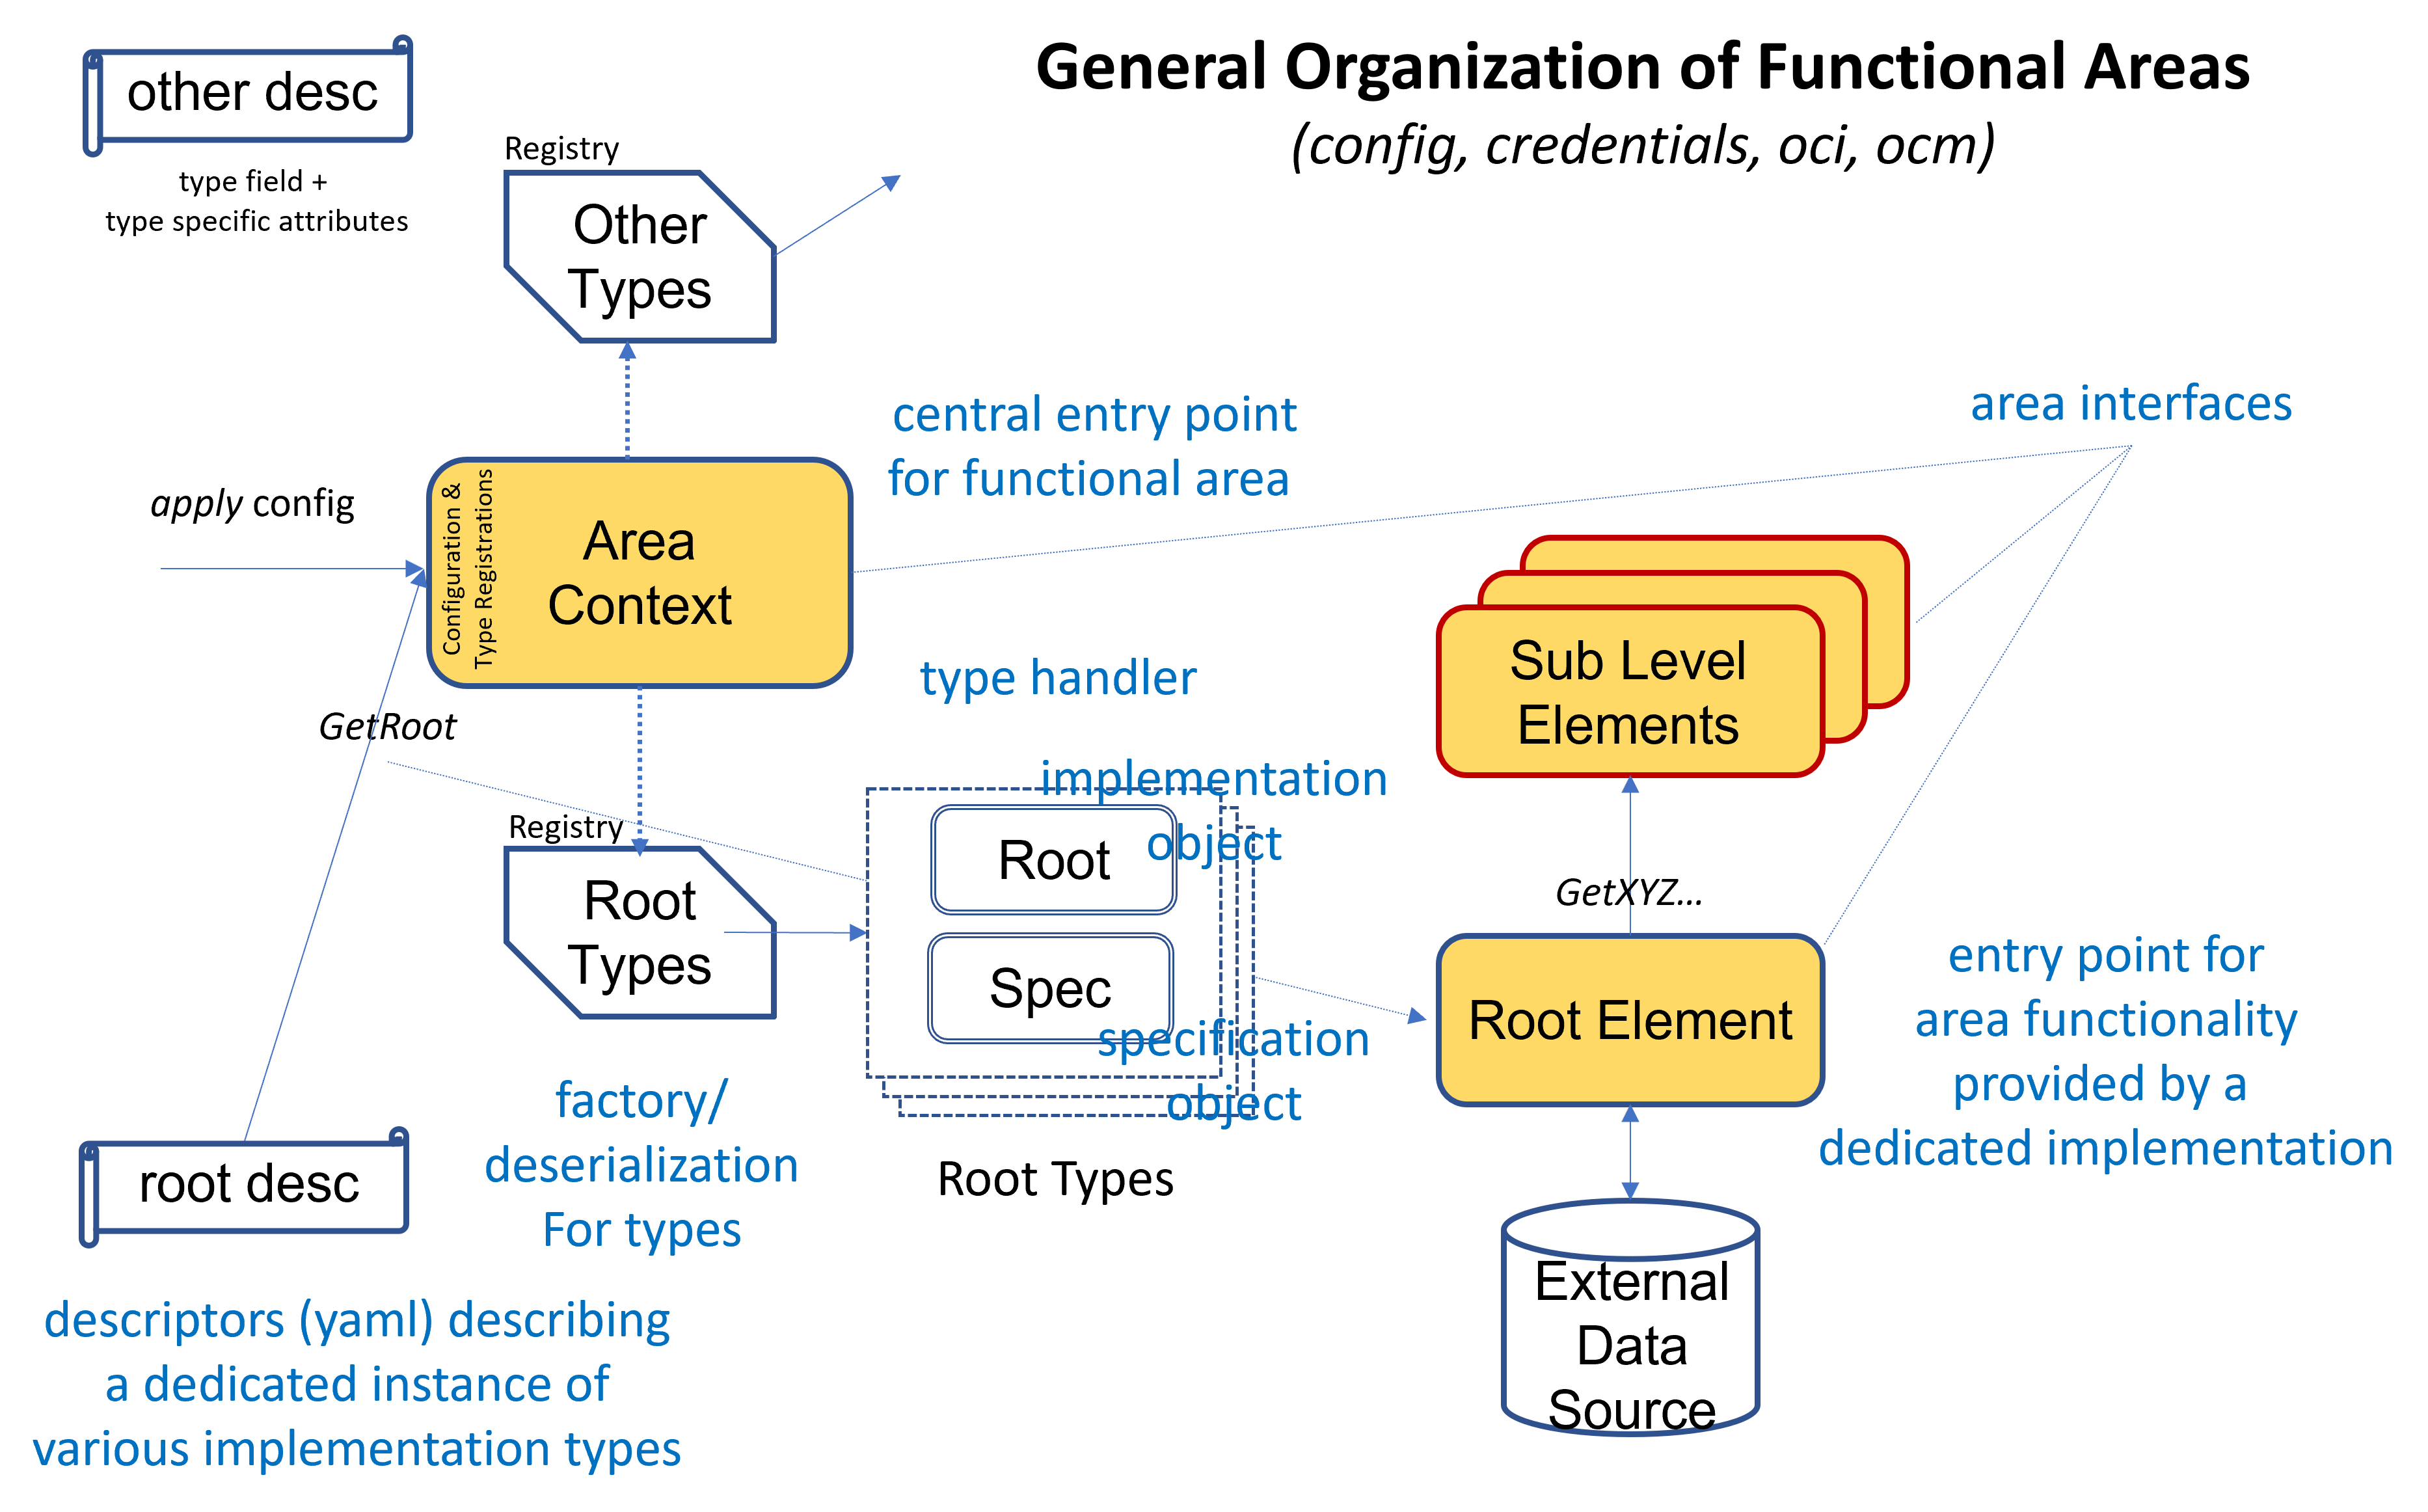 General Organization of Functional Areas
(config, credentials, oci, ocm)
other desc
type field +
type specific attributes
Registry
Other
Types
central entry point
for functional area
area interfaces
apply config
Configuration &
Type Registrations
Area
Context
type handler
Sub Level
Elements
GetRoot
implementation
object
Registry
Root
Types
Root
Spec
specification
object
GetXYZ...
Root Element
entry point for
area functionality
provided by a
dedicated implementation
factory/
deserialization
For types
Root Types
root desc
External
Data
Source
descriptors (yaml) describing
a dedicated instance of
various implementation types